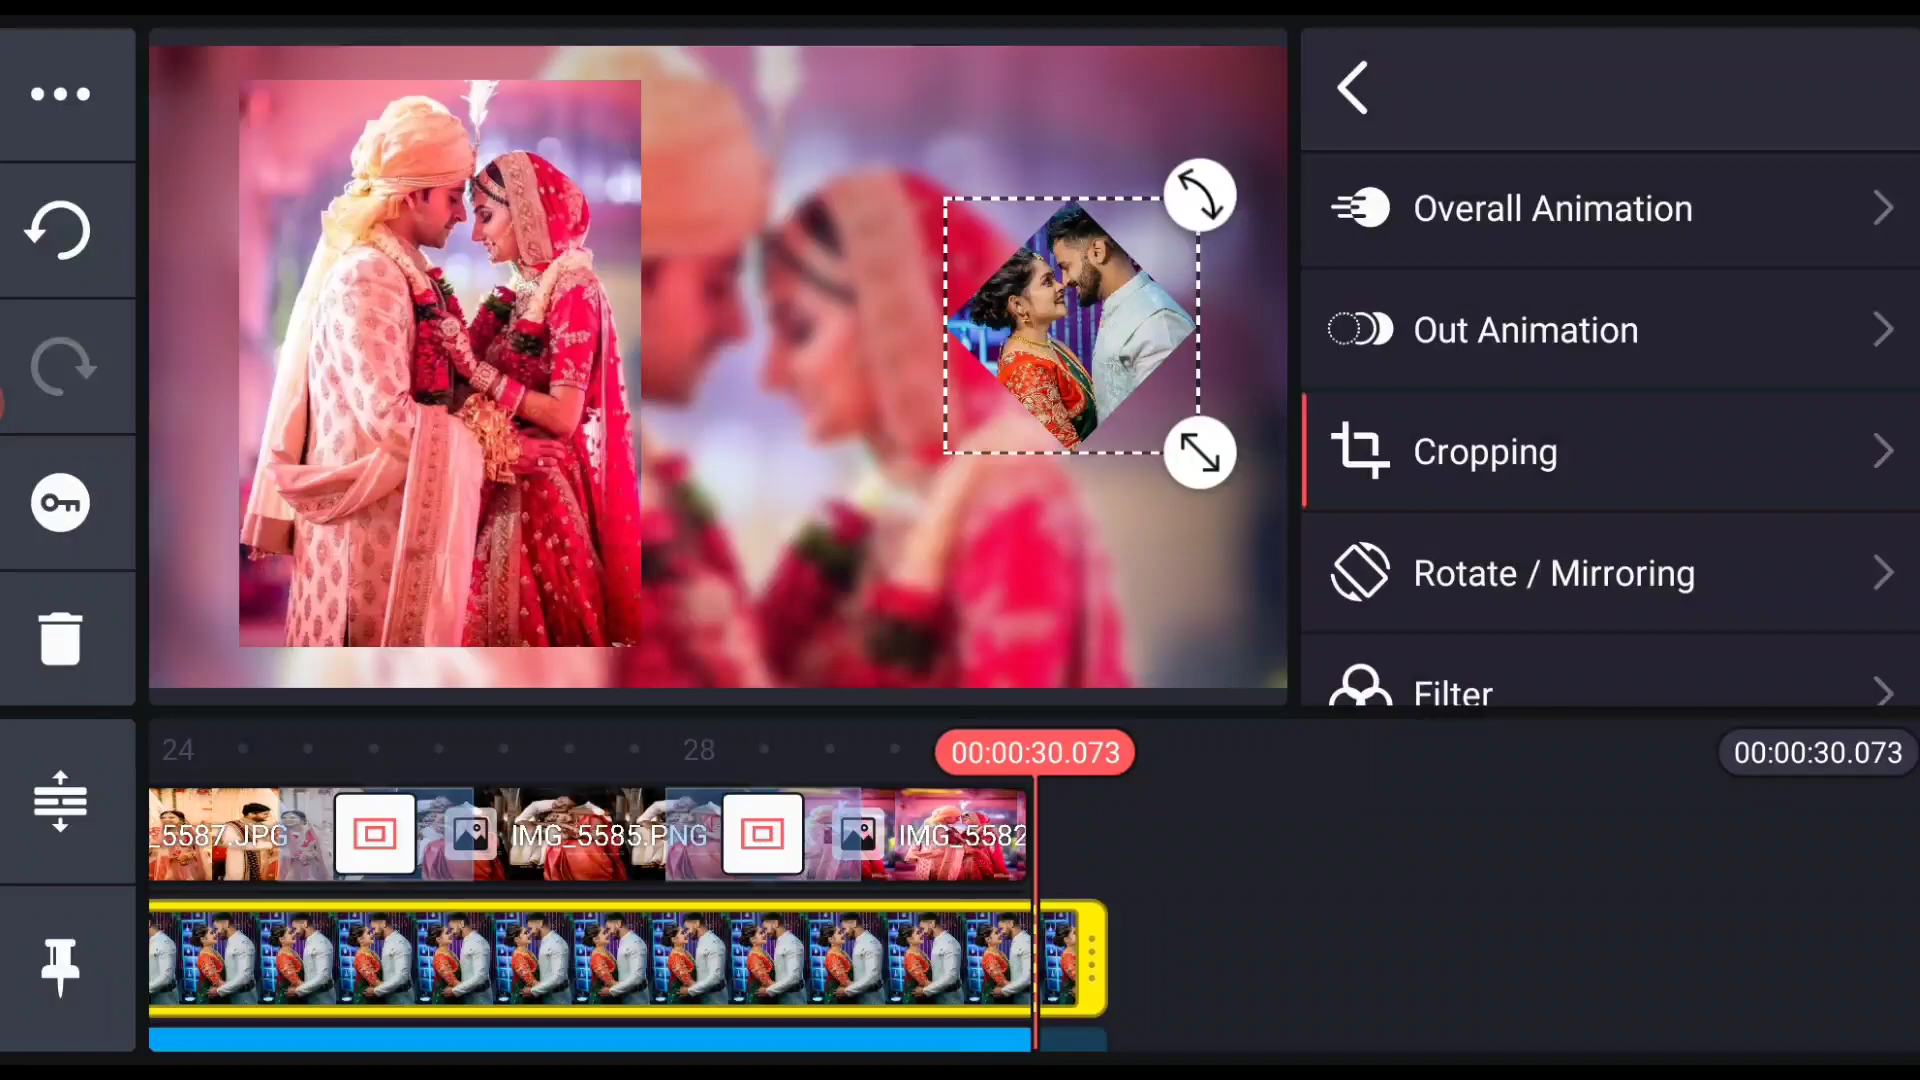 Overall Animation
Out Animation
Cropping
Rotate / Mirroring
Filter
24
28
00:00:30.073
00:00:30.073
_5587.JPG
IMG_5585.PNG
IMG_5582